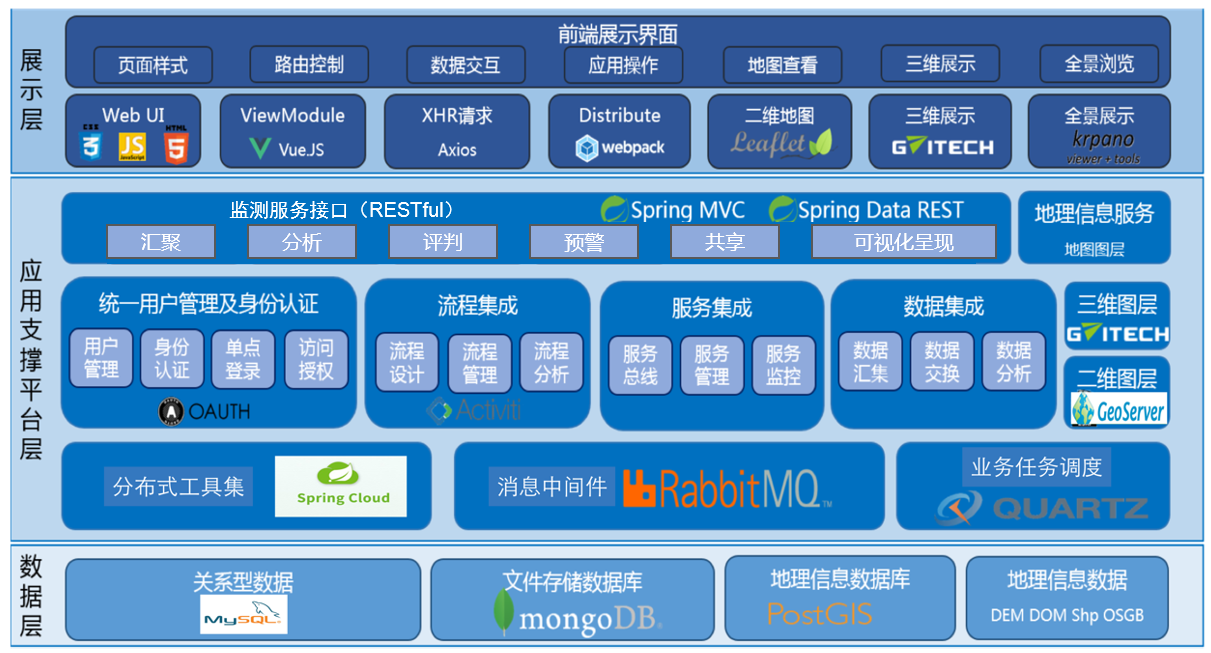 展示层
前端展示界面
页面样式 路由控制 数据交互 应用操作 地图查看 三维展示 全景浏览
Web UI ViewModule XHR请求 Distribute 二维地图 三维展示 全景展示
CSS JS JavaScript HTML Vue.JS Axios webpack Leaflet GVITECH krpano
3 5
viewer + tools
应用支撑平台层
监测服务接口（RESTful） Spring MVC Spring Data REST
汇聚 分析 评判 预警 共享 可视化呈现
地理信息服务
地图图层
统一用户管理及身份认证
用户管理 身份认证 单点登录 访问授权
A OAUTH
流程集成
流程设计 流程管理 流程分析
Activiti
服务集成
服务总线 服务管理 服务监控
数据集成
数据汇集 数据交换 数据分析
三维图层
GVITECH
二维图层
GeoServer
分布式工具集 Spring Cloud
消息中间件 RabbitMQ™
业务任务调度
QUARTZ
数据层
关系型数据
MySQL
文件存储数据库
mongoDB
地理信息数据库
PostGIS
地理信息数据
DEM DOM Shp OSGB